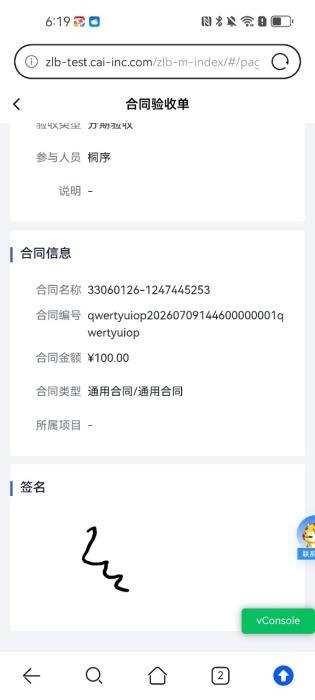 6:19
zlb-test.cai-inc.com/zlb-m-index/#/pag
合同验收单
验收类型 分期验收
参与人员 桐序
说明 -
合同信息
合同名称 33060126-1247445253
合同编号 qwertyuiop20260709144600000001q
wertyuiop
合同金额 ¥100.00
合同类型 通用合同/通用合同
所属项目 -
签名
联系
vConsole
2